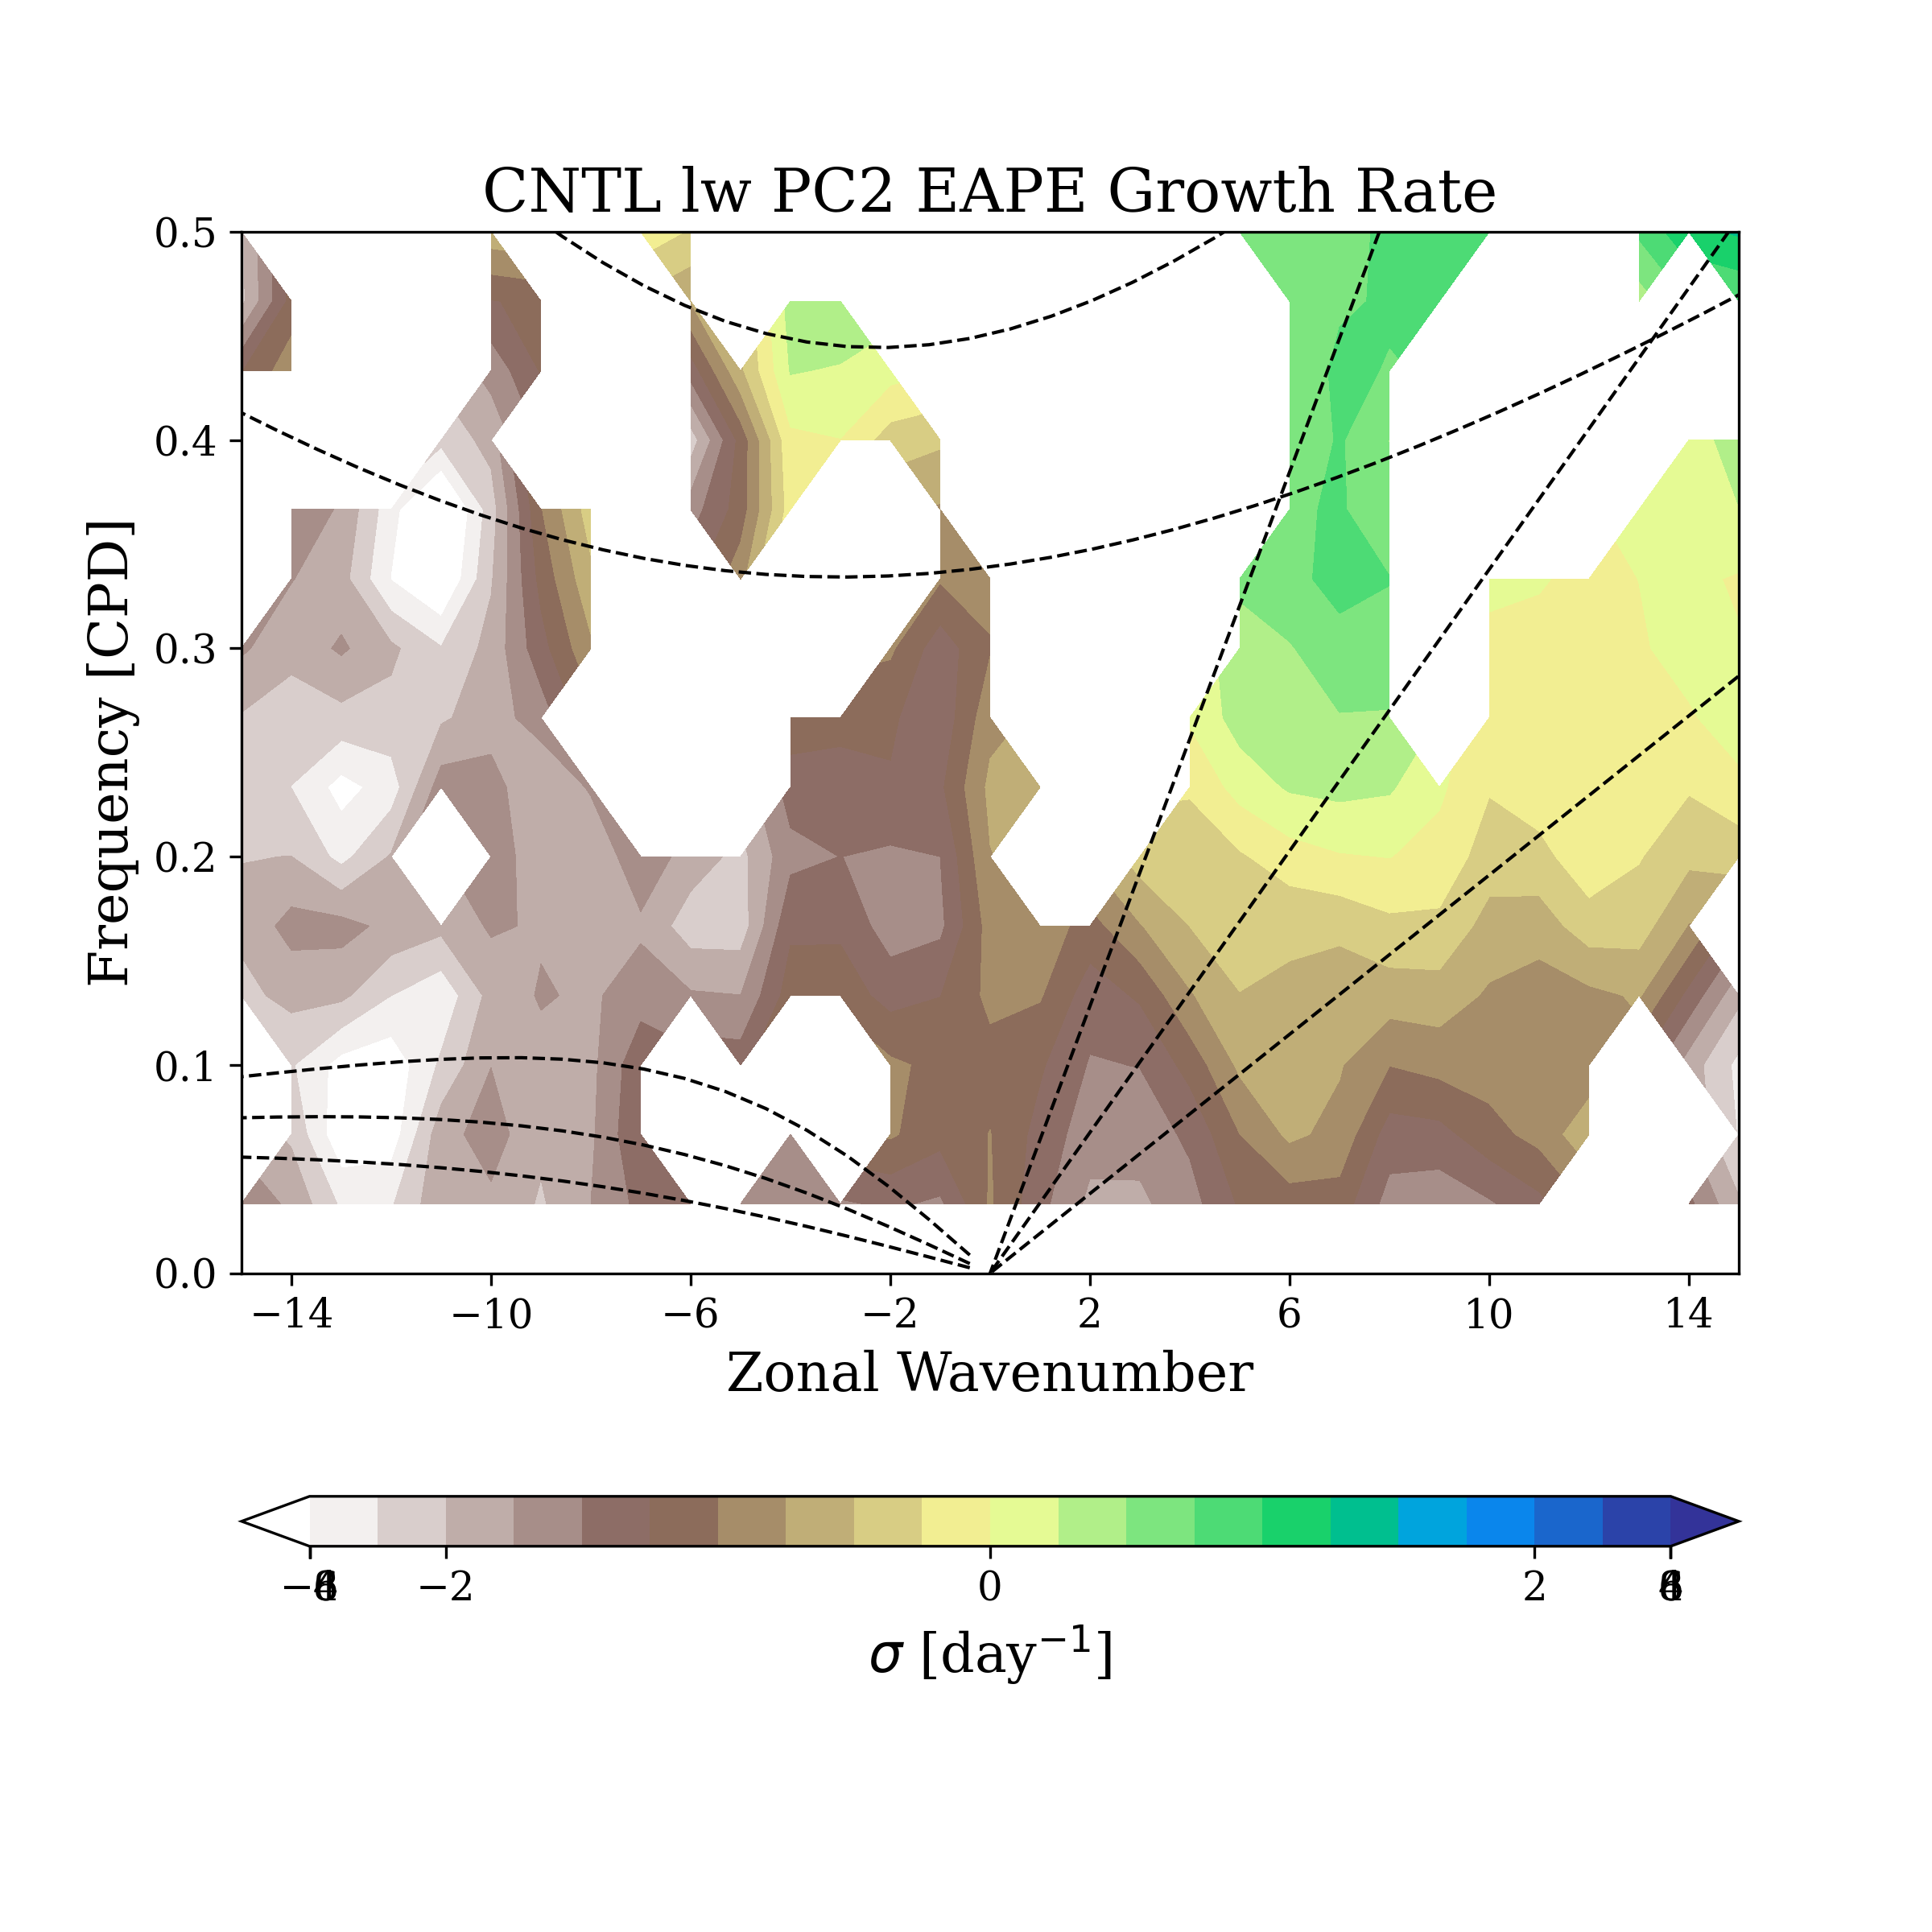 CNTL lw PC2 EAPE Growth Rate
0.5
0.4
0.3
0.2
0.1
0.0
Frequency [CPD]
−14 −10 −6 −2 2 6 10 14
Zonal Wavenumber
−2 0 2
σ [day⁻¹]